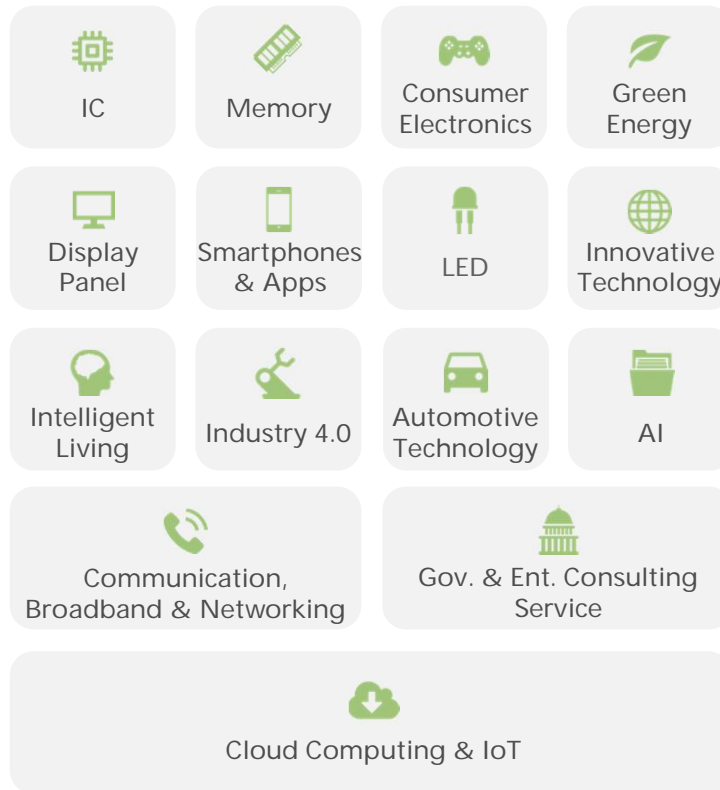 IC
Memory
Consumer
Electronics
Green
Energy
Display
Panel
Smartphones
& Apps
LED
Innovative
Technology
Intelligent
Living
Industry 4.0
Automotive
Technology
AI
Communication,
Broadband & Networking
Gov. & Ent. Consulting
Service
Cloud Computing & IoT